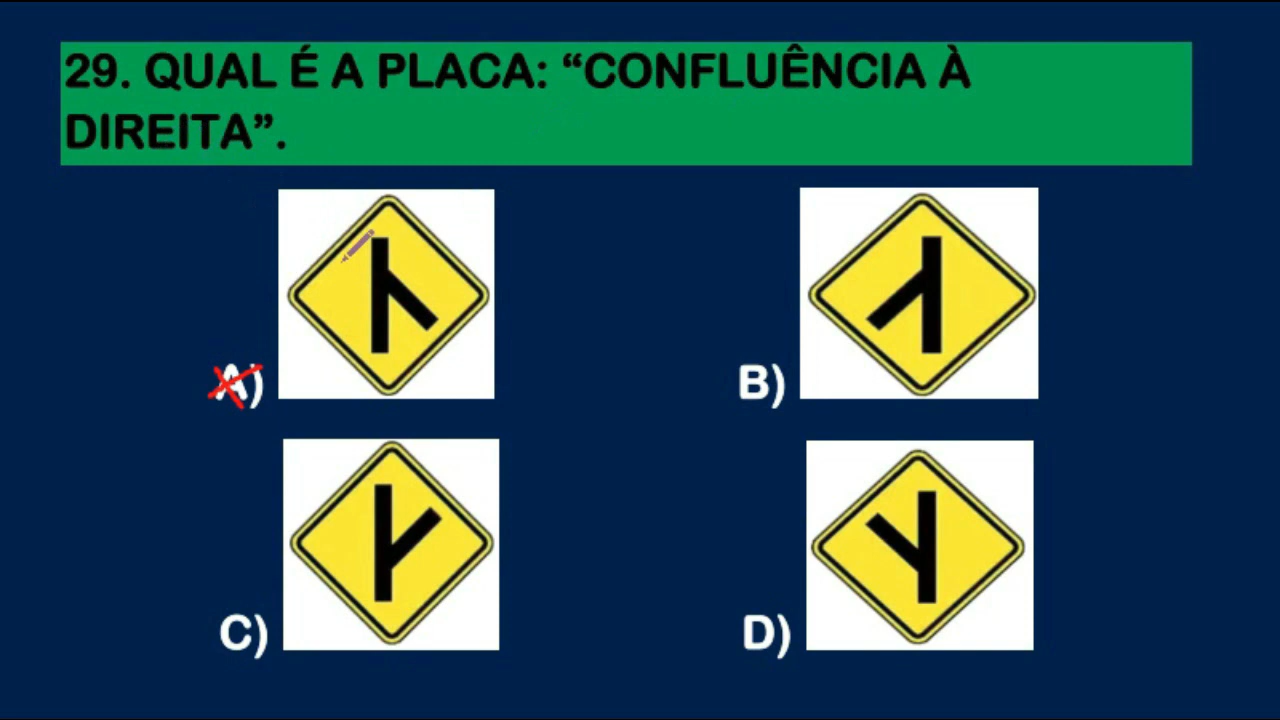 29. QUAL É A PLACA: “CONFLUÊNCIA À
DIREITA”.
A)
B)
C)
D)